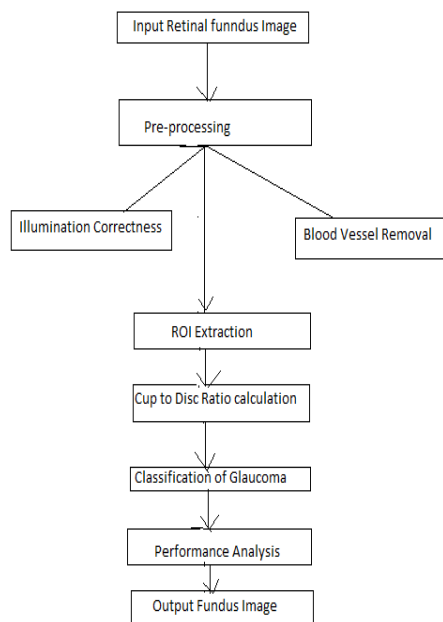 Input Retinal funndus Image
Pre-processing
Illumination Correctness
Blood Vessel Removal
ROI Extraction
Cup to Disc Ratio calculation
Classification of Glaucoma
Performance Analysis
Output Fundus Image